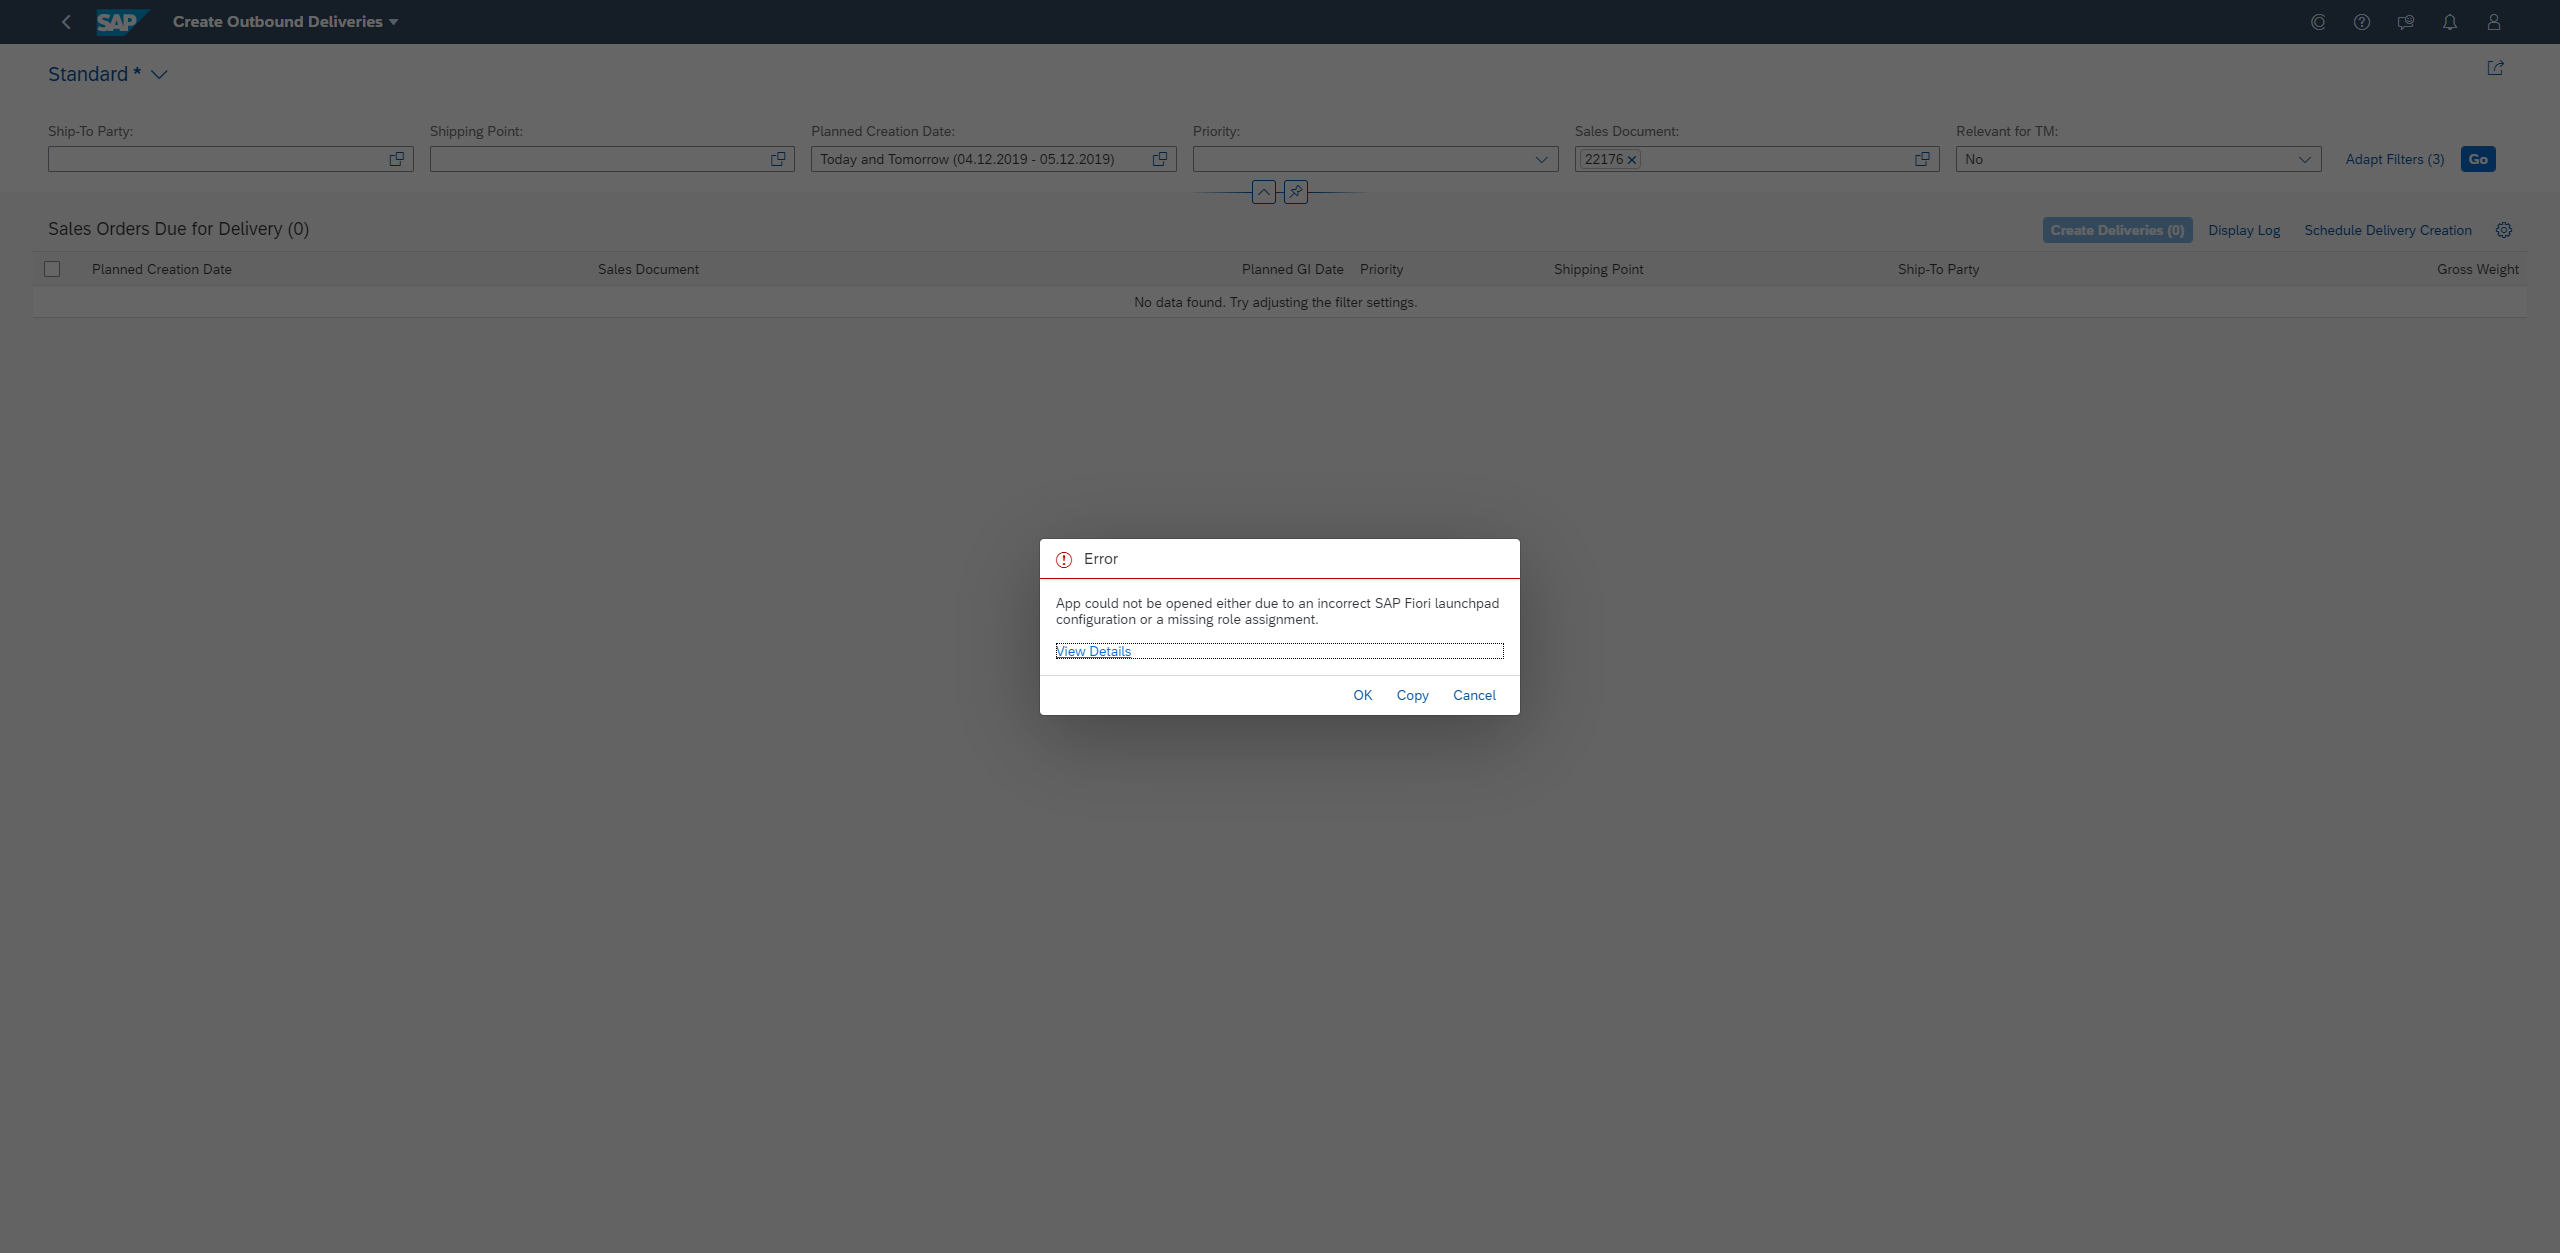 SAP Create Outbound Deliveries
Standard *
Ship-To Party: Shipping Point: Planned Creation Date: Priority: Sales Document: Relevant for TM:
Today and Tomorrow (04.12.2019 - 05.12.2019) 22176 No Adapt Filters (3) Go
Sales Orders Due for Delivery (0) Create Deliveries (0) Display Log Schedule Delivery Creation
Planned Creation Date Sales Document Planned GI Date Priority Shipping Point Ship-To Party Gross Weight
No data found. Try adjusting the filter settings.
Error
App could not be opened either due to an incorrect SAP Fiori launchpad
configuration or a missing role assignment.
View Details
OK Copy Cancel